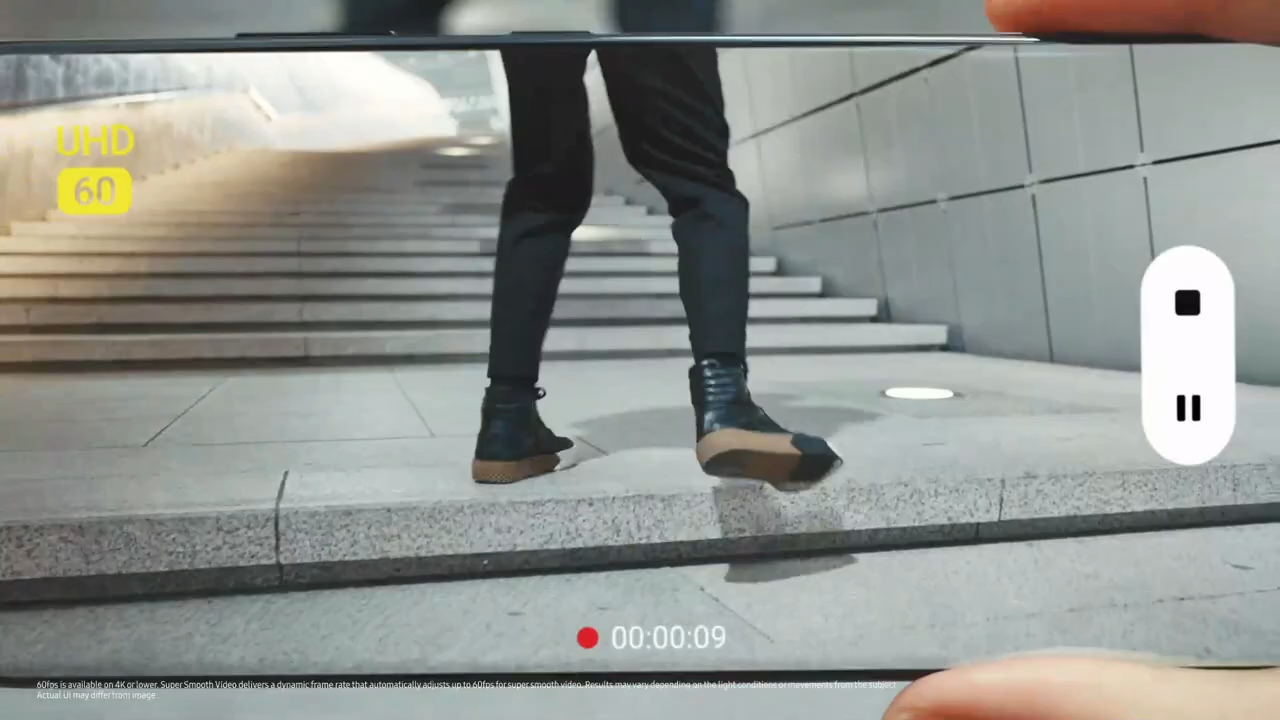 UHD
60
00:00:09
60fps is available on 4K or lower. Super Smooth Video delivers a dynamic frame rate that automatically adjusts up to 60fps for super smooth video. Results may vary depending on the light conditions or movements from the subject.
Actual UI may differ from image.